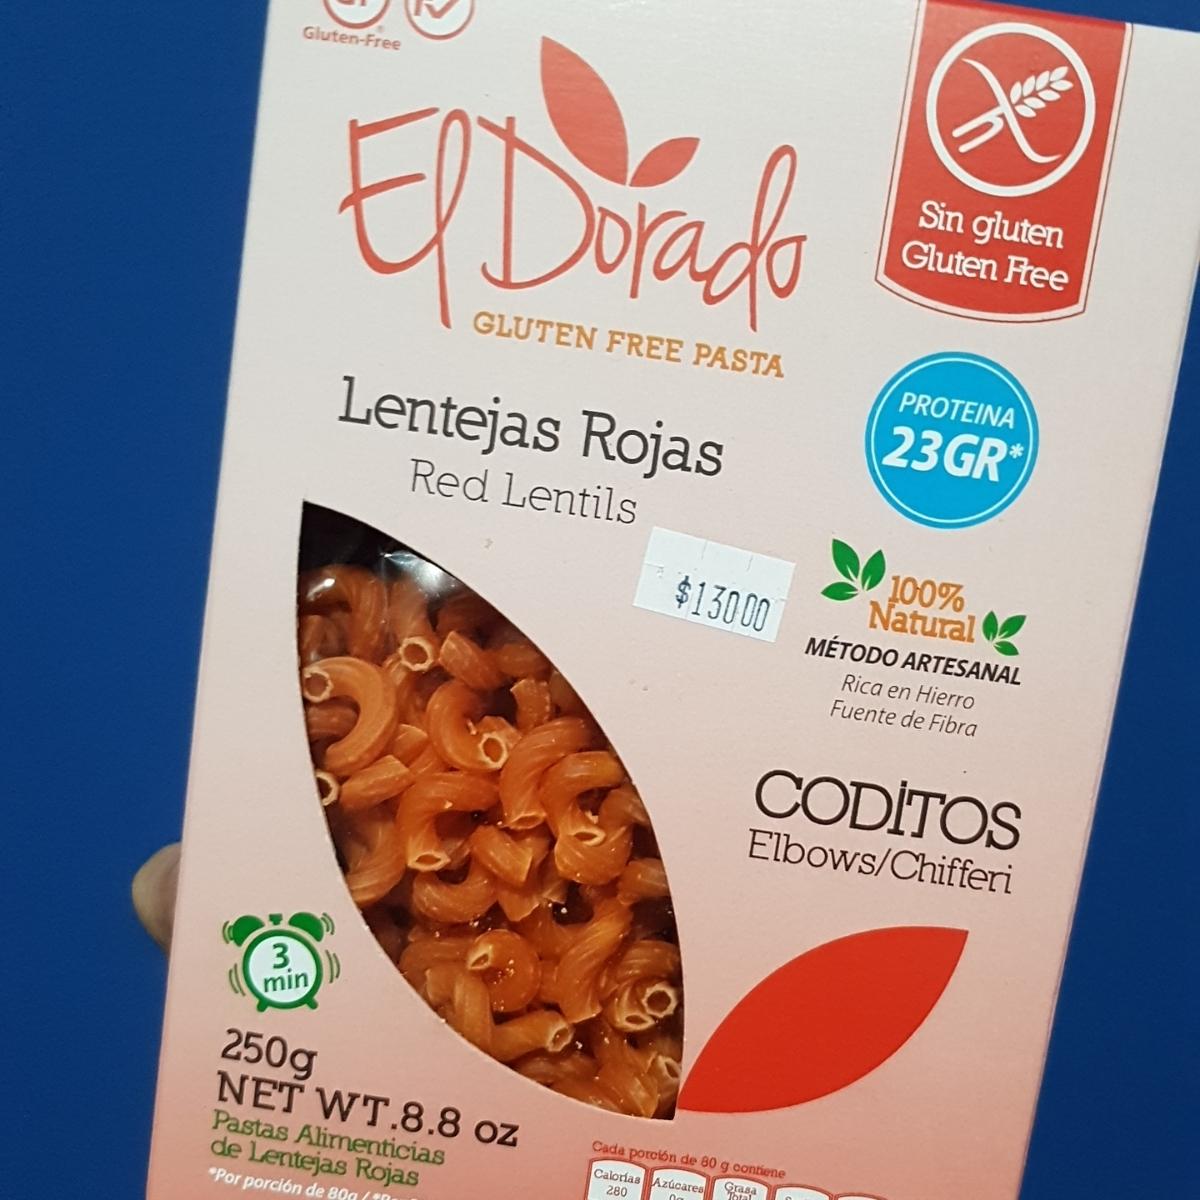 Gluten-Free
El Dorado
GLUTEN FREE PASTA
Sin gluten
Gluten Free
Lentejas Rojas
Red Lentils
PROTEINA
23GR*
$130.00
100%
Natural
MÉTODO ARTESANAL
Rica en Hierro
Fuente de Fibra
CODITOS
Elbows/Chifferi
3
min
250g
NET WT.8.8 oz
Pastas Alimenticias
de Lentejas Rojas
*Por porción de 80g /
Cada porción de 80 g contiene
Calorías
280
Azúcares
0g
Grasa
Total